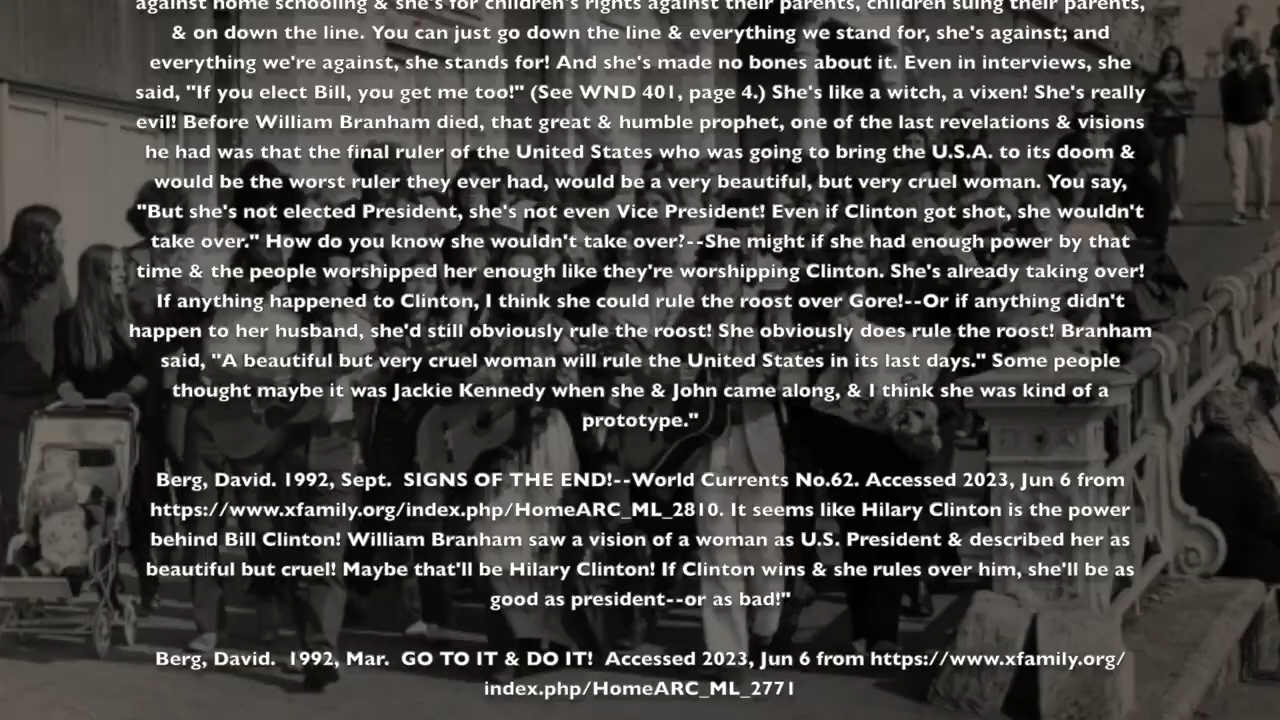 against home schooling & she's for children's rights against their parents, children suing their parents,
& on down the line. You can just go down the line & everything we stand for, she's against; and
everything we're against, she stands for! And she's made no bones about it. Even in interviews, she
said, "If you elect Bill, you get me too!" (See WND 401, page 4.) She's like a witch, a vixen! She's really
evil! Before William Branham died, that great & humble prophet, one of the last revelations & visions
he had was that the final ruler of the United States who was going to bring the U.S.A. to its doom &
would be the worst ruler they ever had, would be a very beautiful, but very cruel woman. You say,
"But she's not elected President, she's not even Vice President! Even if Clinton got shot, she wouldn't
take over." How do you know she wouldn't take over?--She might if she had enough power by that
time & the people worshipped her enough like they're worshipping Clinton. She's already taking over!
If anything happened to Clinton, I think she could rule the roost over Gore!--Or if anything didn't
happen to her husband, she'd still obviously rule the roost! She obviously does rule the roost! Branham
said, "A beautiful but very cruel woman will rule the United States in its last days." Some people
thought maybe it was Jackie Kennedy when she & John came along, & I think she was kind of a
prototype."
Berg, David. 1992, Sept. SIGNS OF THE END!--World Currents No.62. Accessed 2023, Jun 6 from
https://www.xfamily.org/index.php/HomeARC_ML_2810. It seems like Hilary Clinton is the power
behind Bill Clinton! William Branham saw a vision of a woman as U.S. President & described her as
beautiful but cruel! Maybe that'll be Hilary Clinton! If Clinton wins & she rules over him, she'll be as
good as president--or as bad!"
Berg, David. 1992, Mar. GO TO IT & DO IT! Accessed 2023, Jun 6 from https://www.xfamily.org/
index.php/HomeARC_ML_2771